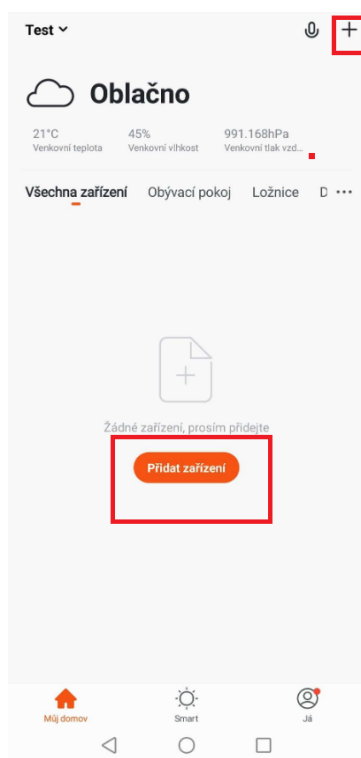 Test
Oblačno
21°C 45% 991.168hPa
Venkovní teplota Venkovní vlhkost Venkovní tlak vzd...
Všechna zařízení Obývací pokoj Ložnice D ...
Žádné zařízení, prosím přidejte
Přidat zařízení
Můj domov Smart Já